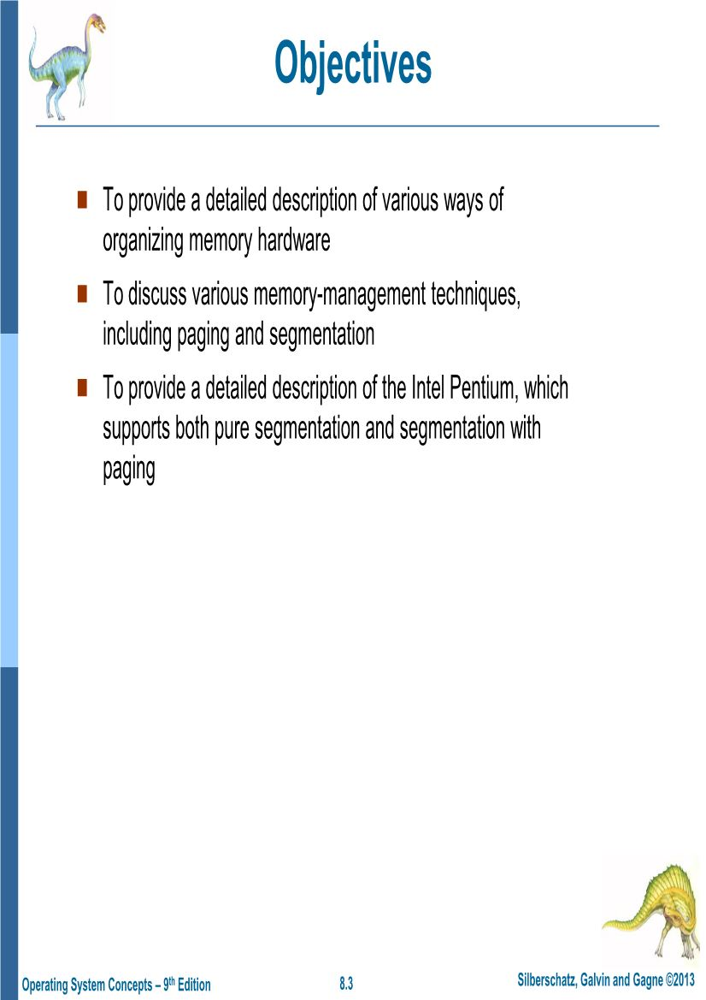 Objectives
■ To provide a detailed description of various ways of
organizing memory hardware
■ To discuss various memory-management techniques,
including paging and segmentation
■ To provide a detailed description of the Intel Pentium, which
supports both pure segmentation and segmentation with
paging
Operating System Concepts – 9th Edition
8.3
Silberschatz, Galvin and Gagne ©2013